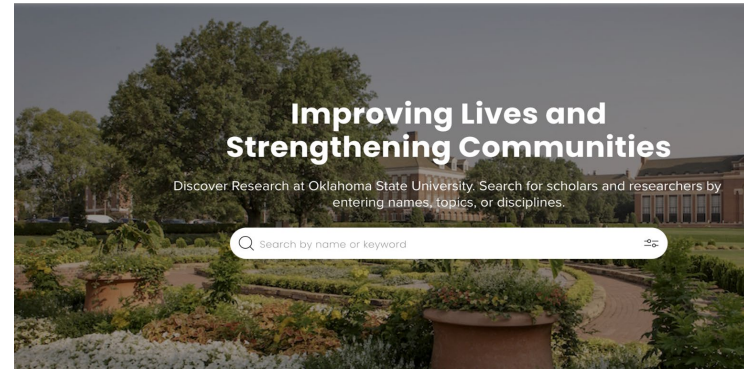 Improving Lives and
Strengthening Communities
Discover Research at Oklahoma State University. Search for scholars and researchers by
entering names, topics, or disciplines.
Search by name or keyword